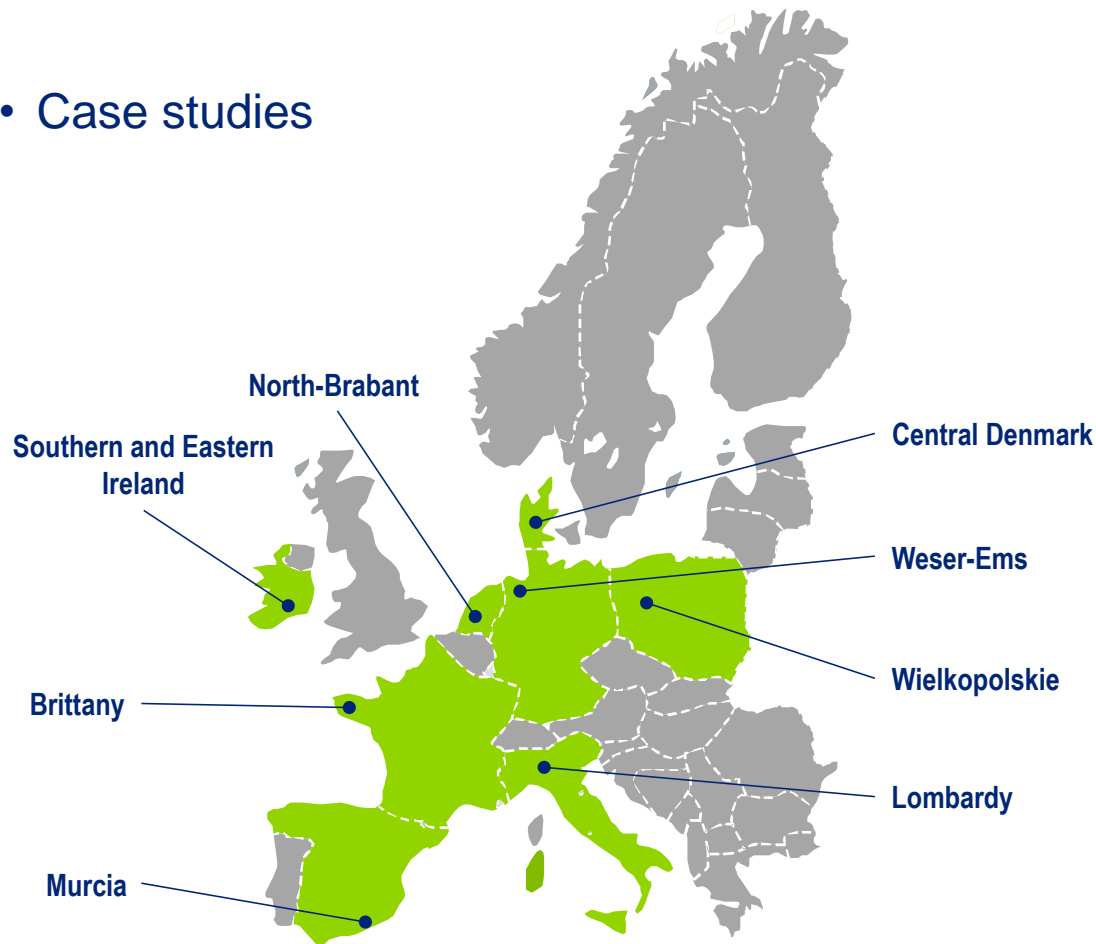 • Case studies
North-Brabant
Southern and Eastern
Ireland
Central Denmark
Weser-Ems
Wielkopolskie
Brittany
Lombardy
Murcia